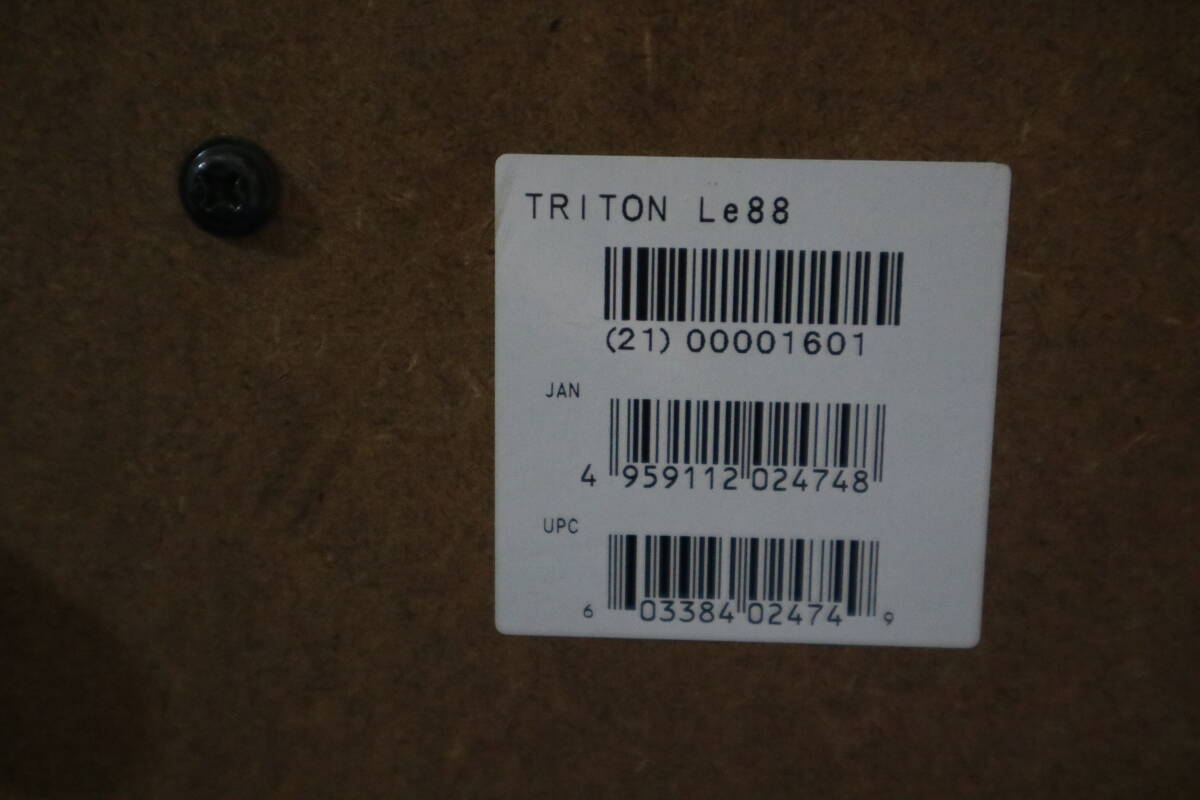 TRITON Le88
(21) 00001601
JAN
4 959112 024748
UPC
6 03384 02474 9